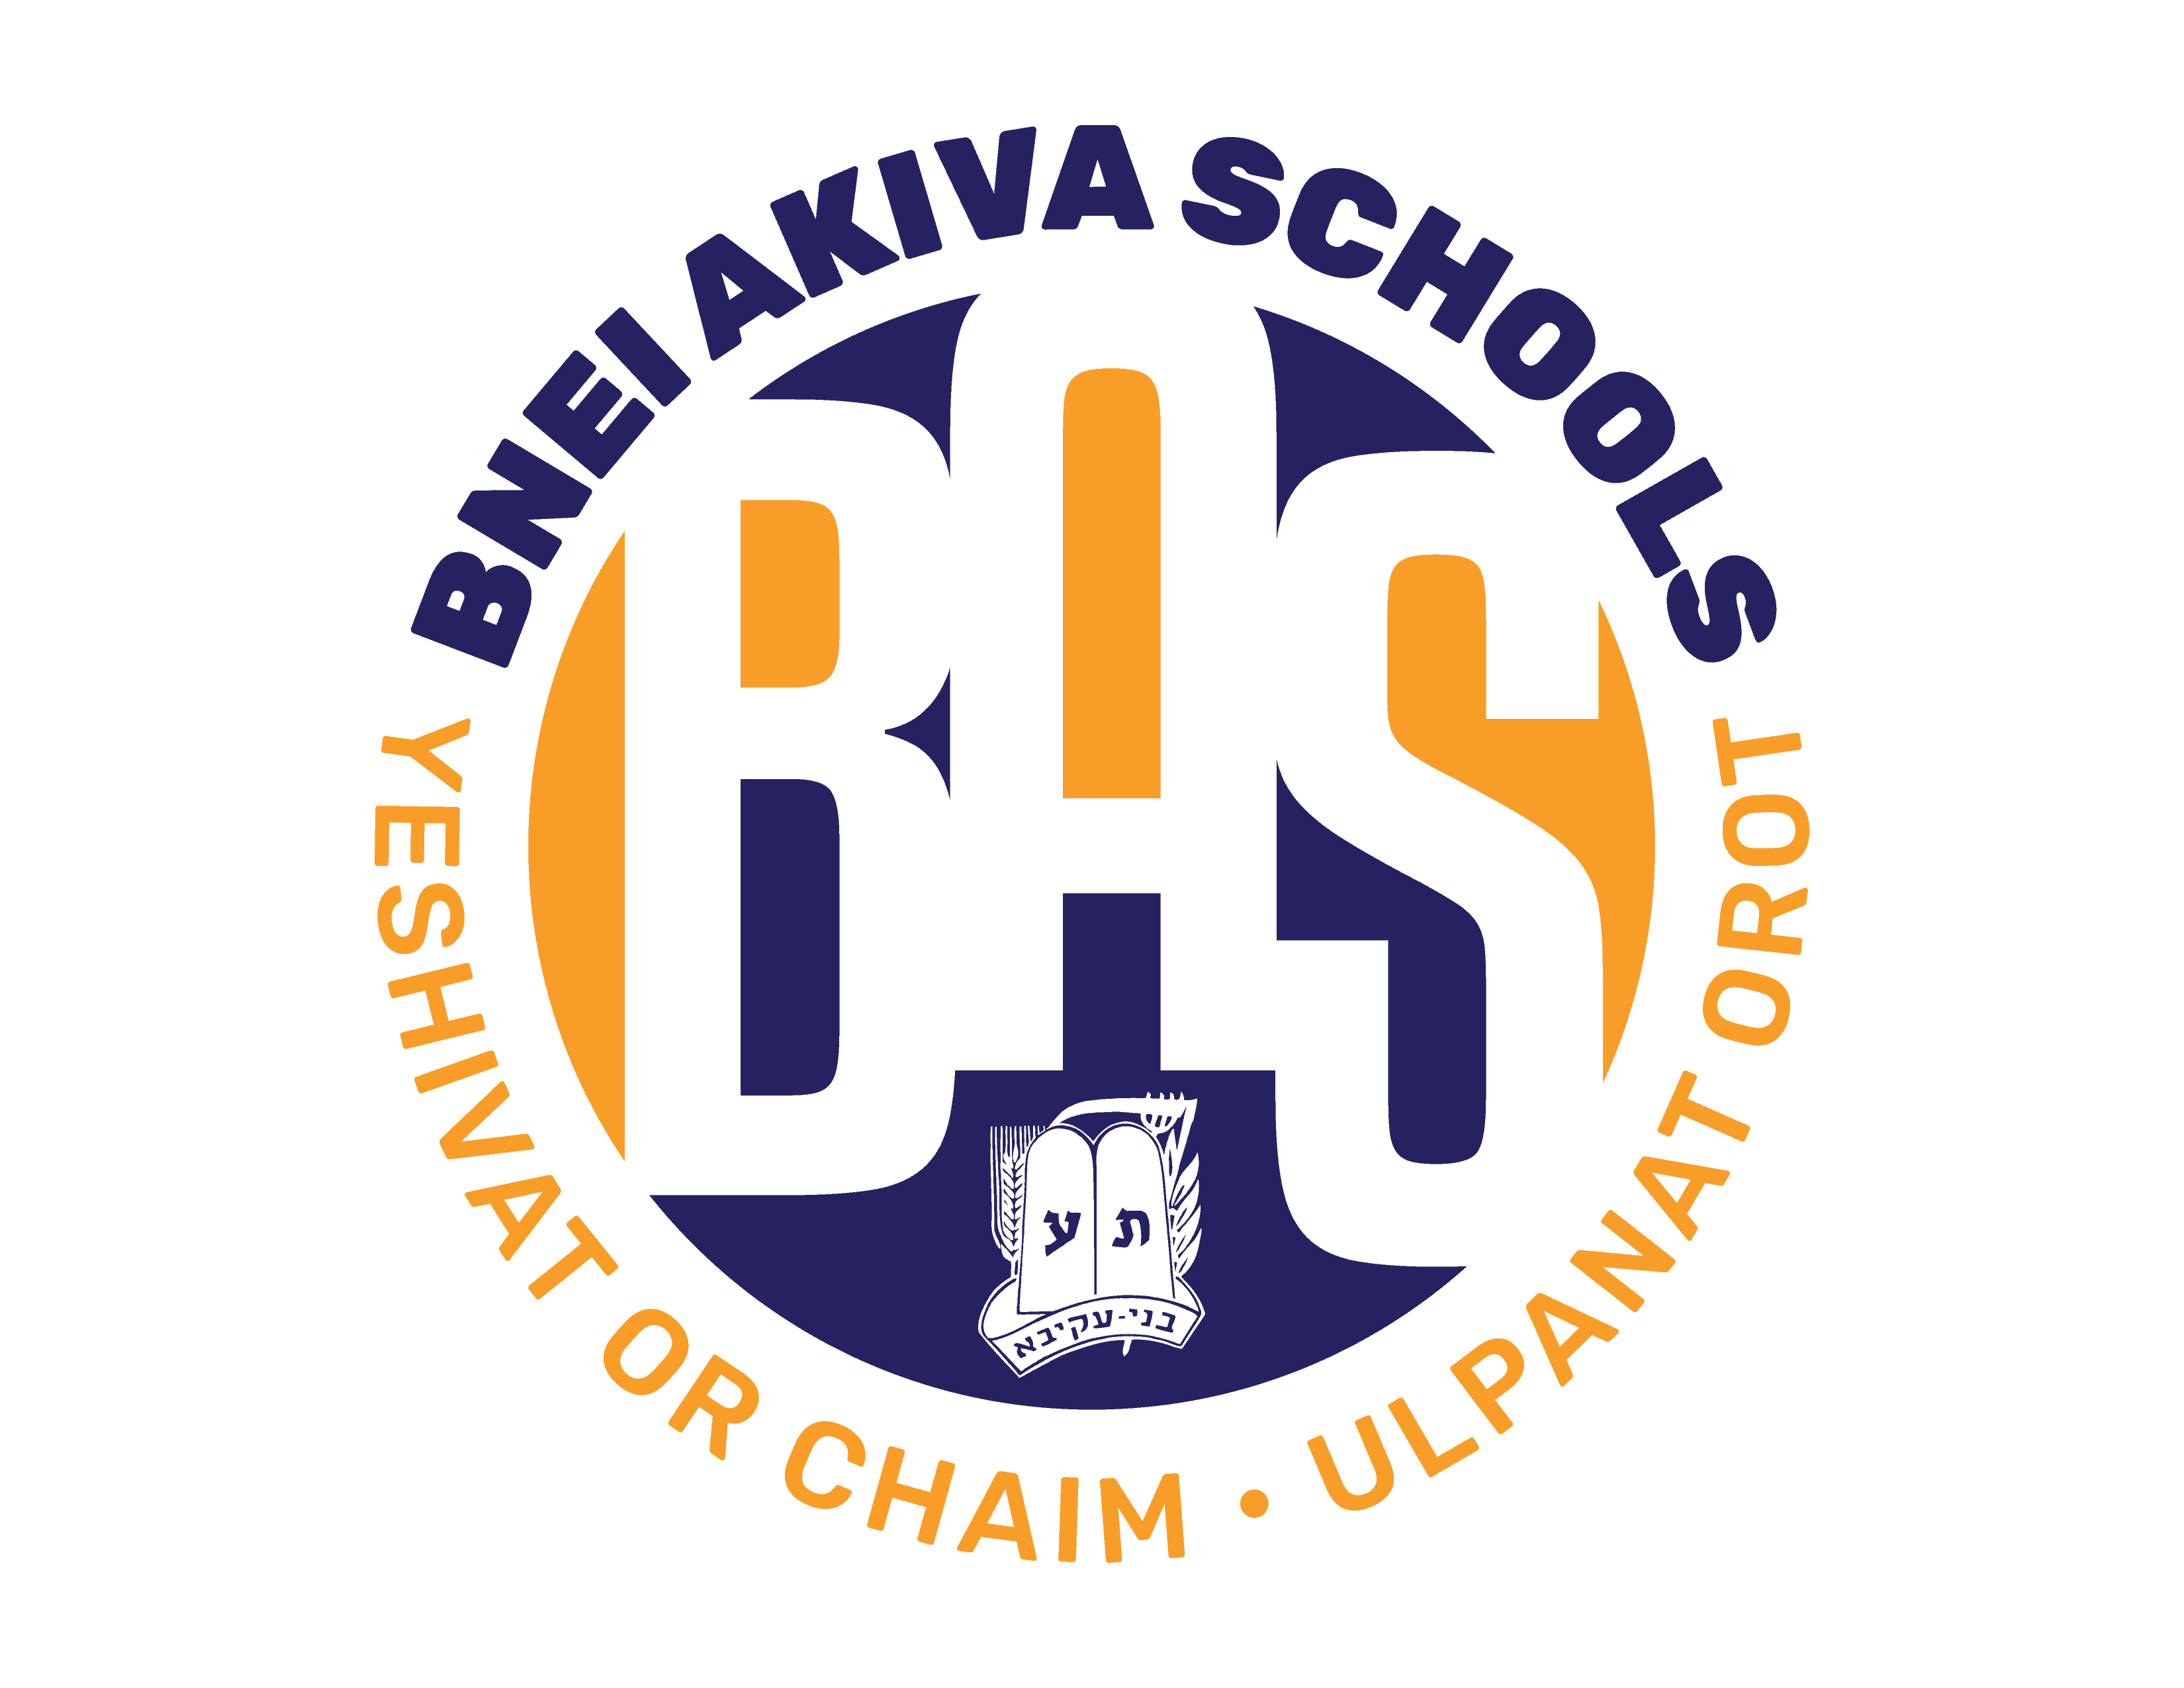 BNEI AKIVA SCHOOLS
BAS
ע ת
בני-עקיבא
YESHIVAT OR CHAIM • ULPANAT OROT